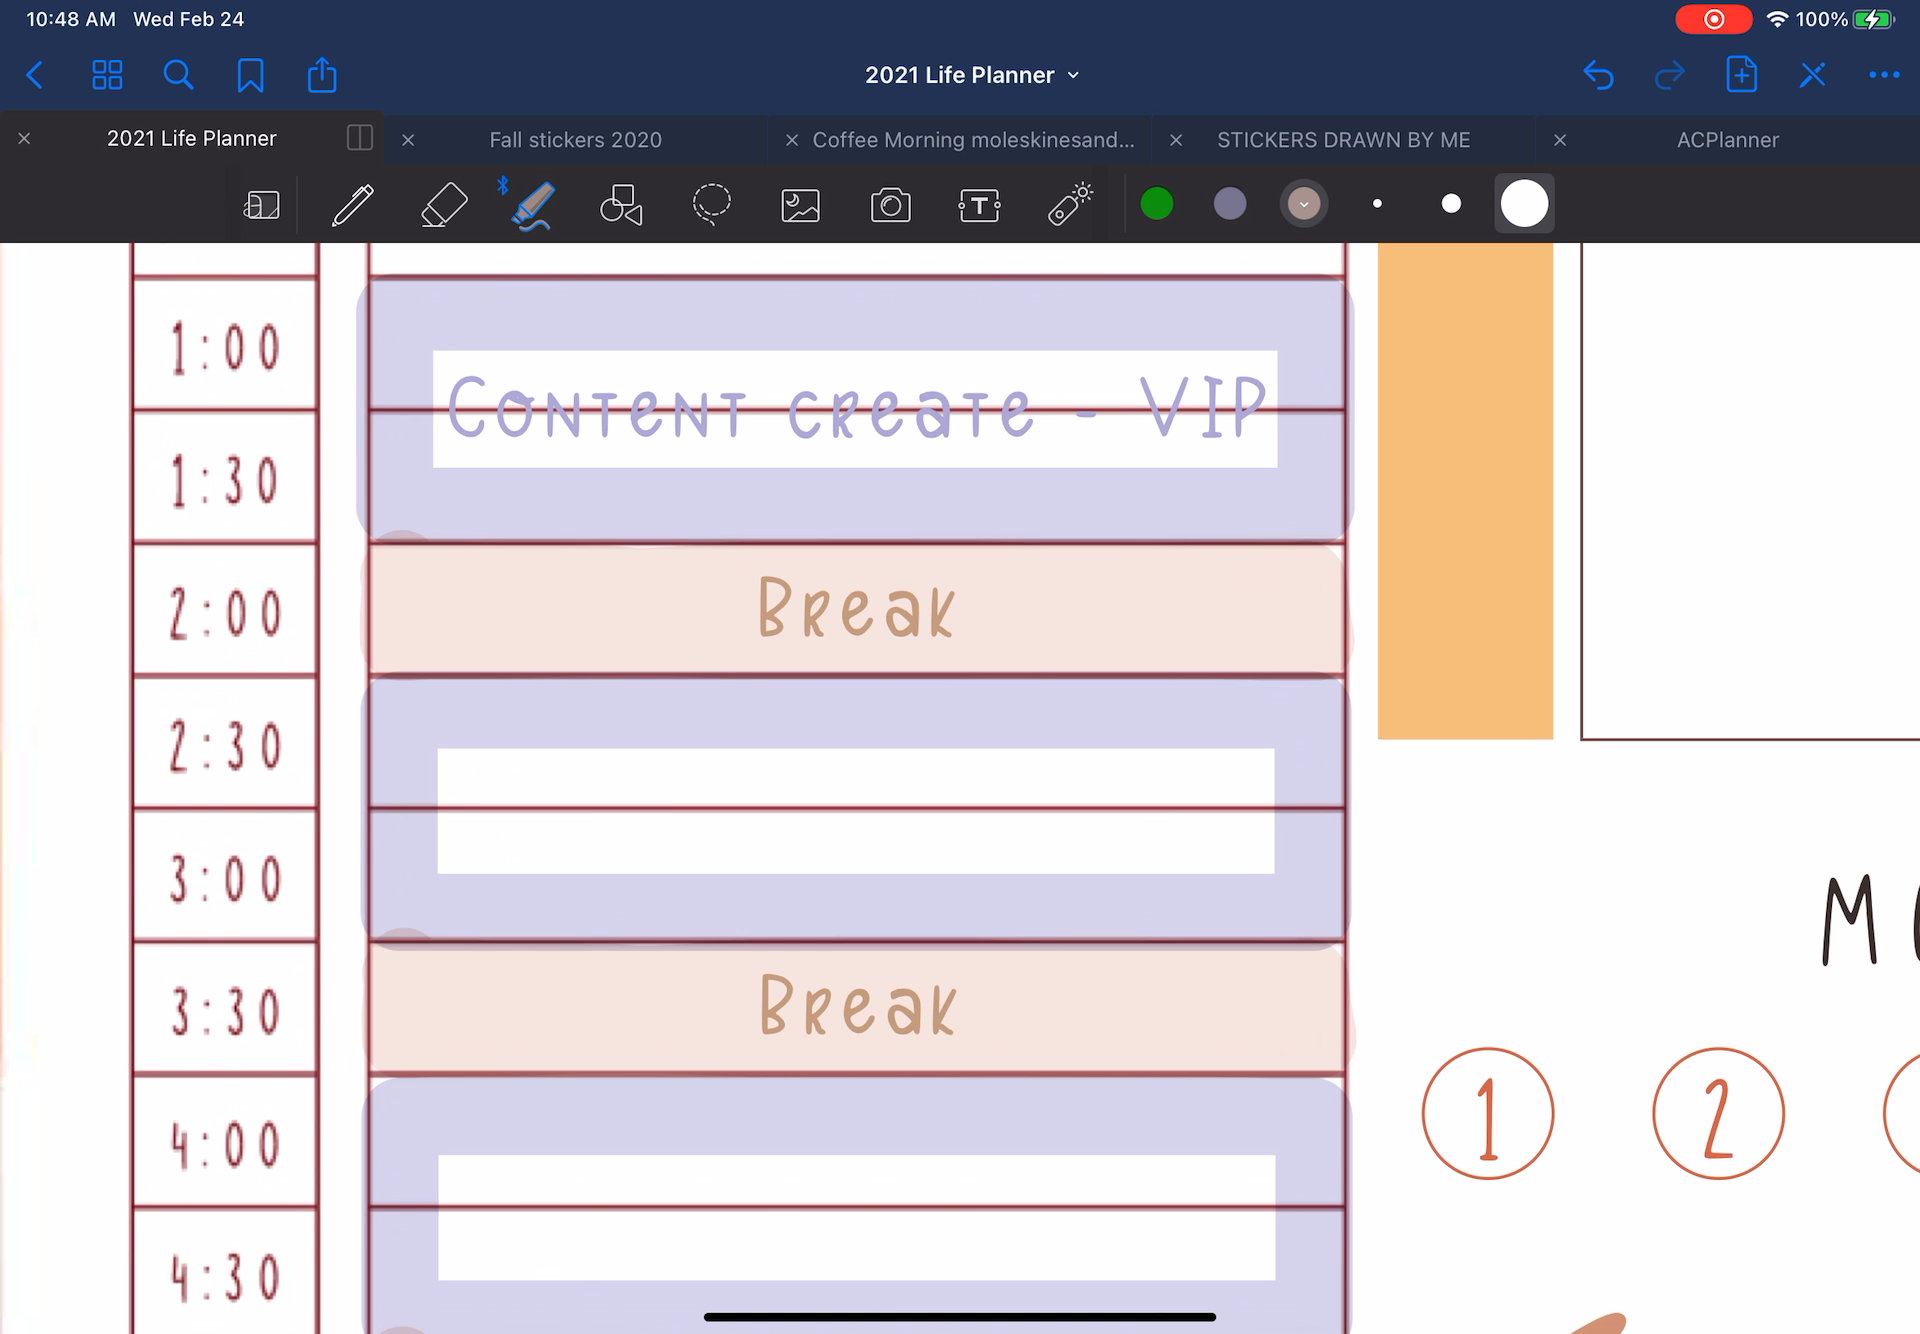 10:48 AM Wed Feb 24
100%
2021 Life Planner
2021 Life Planner
Fall stickers 2020
Coffee Morning moleskinesand...
STICKERS DRAWN BY ME
ACPlanner
1:00
Content create - VIP
1:30
2:00
Break
2:30
3:00
3:30
Break
4:00
4:30
M
1
2